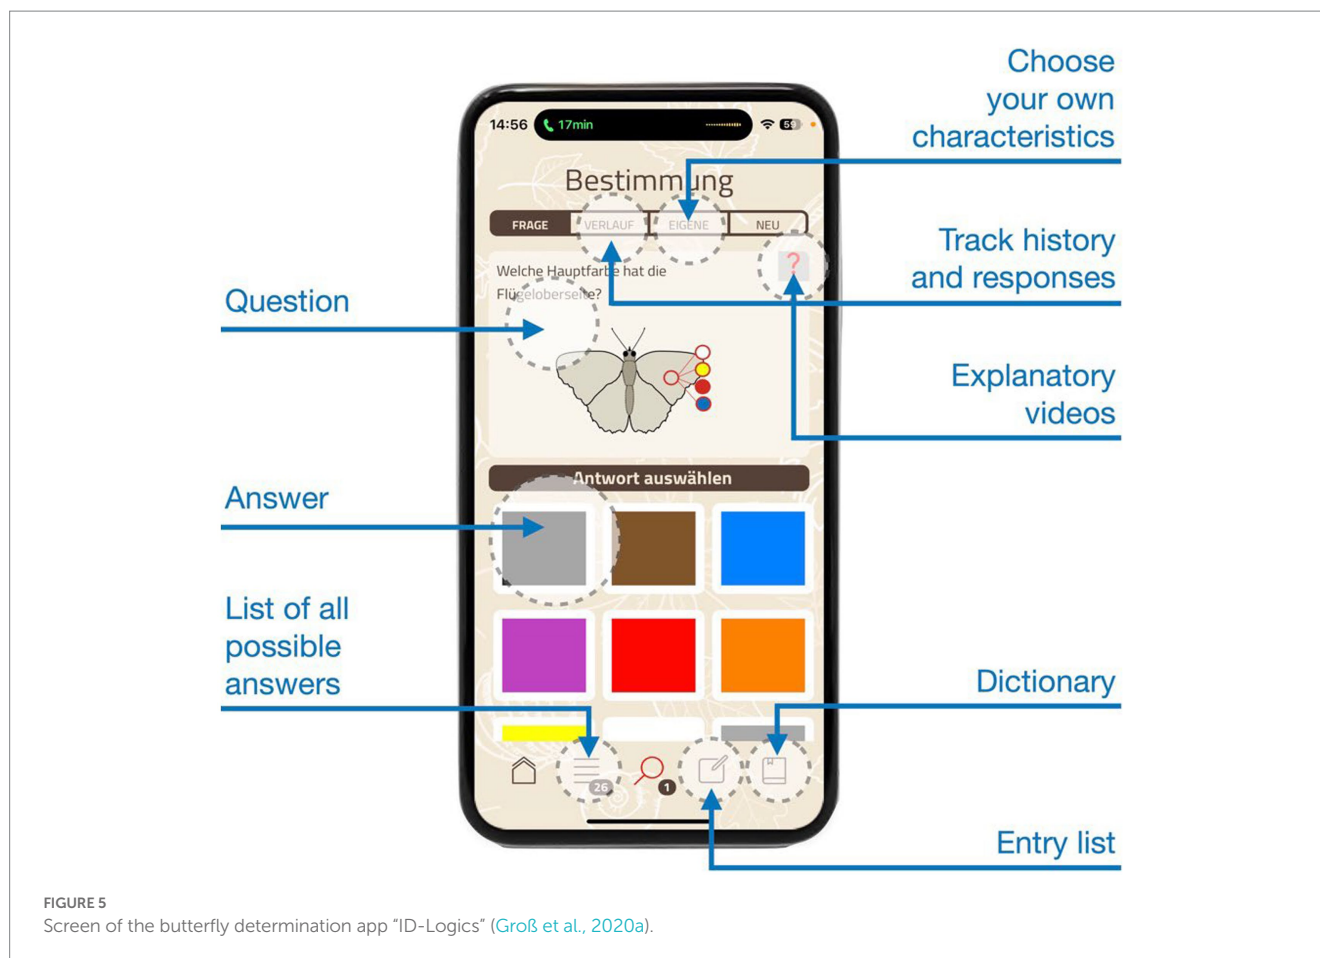 Choose
your own
characteristics
14:56 17min 59
Bestimmung
FRAGE VERLAUF EIGENE NEU
Track history
and responses
Welche Hauptfarbe hat die
?
Flügeloberseite?
Question
Explanatory
videos
Antwort auswählen
Answer
List of all
possible
answers
Dictionary
26 1
Entry list
FIGURE 5
Screen of the butterfly determination app “ID-Logics” (Groß et al., 2020a).